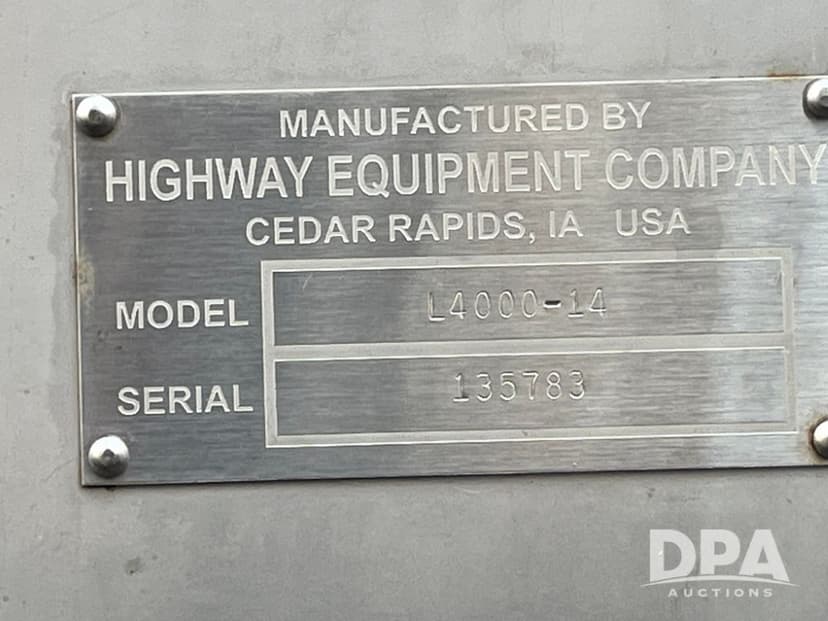 MANUFACTURED BY
HIGHWAY EQUIPMENT COMPANY
CEDAR RAPIDS, IA USA
MODEL L4000-14
SERIAL 135783
DPA
AUCTIONS